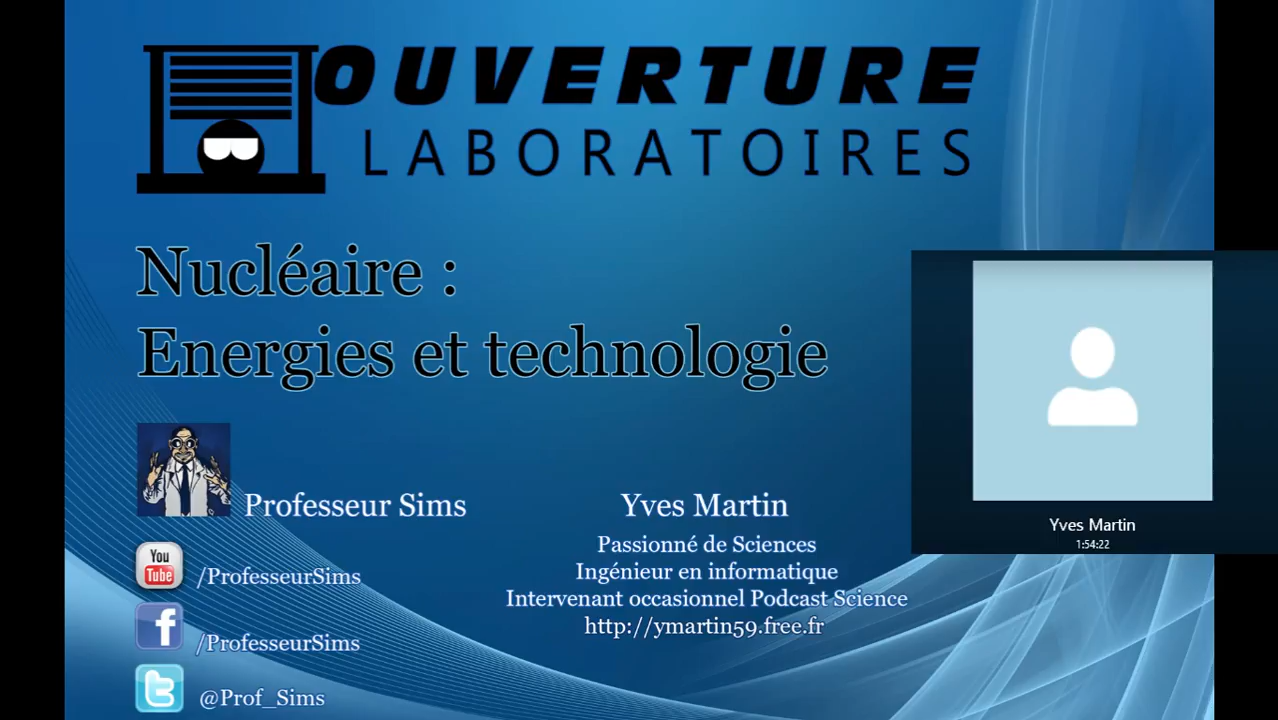 OUVERTURE
LABORATOIRES
Nucléaire :
Energies et technologie
Professeur Sims
You
Tube
/ProfesseurSims
f
/ProfesseurSims
t
@Prof_Sims
Yves Martin
Passionné de Sciences
Ingénieur en informatique
Intervenant occasionnel Podcast Science
http://ymartin59.free.fr
Yves Martin
1:54:22